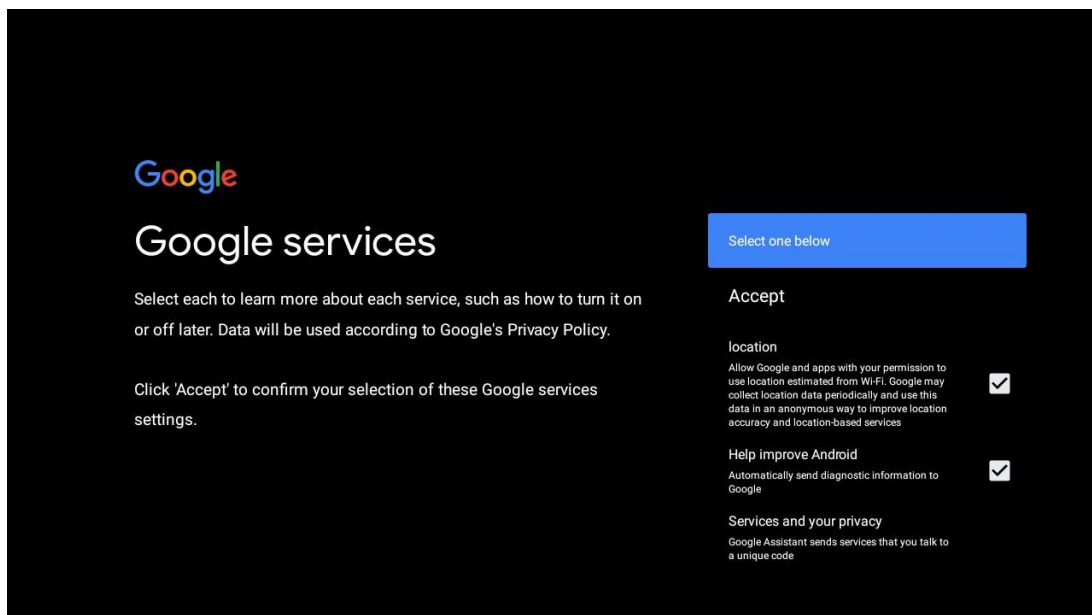 Google
Google services
Select each to learn more about each service, such as how to turn it on
or off later. Data will be used according to Google's Privacy Policy.
Click 'Accept' to confirm your selection of these Google services
settings.
Select one below
Accept
location
Allow Google and apps with your permission to
use location estimated from Wi-Fi. Google may
collect location data periodically and use this
data in an anonymous way to improve location
accuracy and location-based services
Help improve Android
Automatically send diagnostic information to
Google
Services and your privacy
Google Assistant sends services that you talk to
a unique code